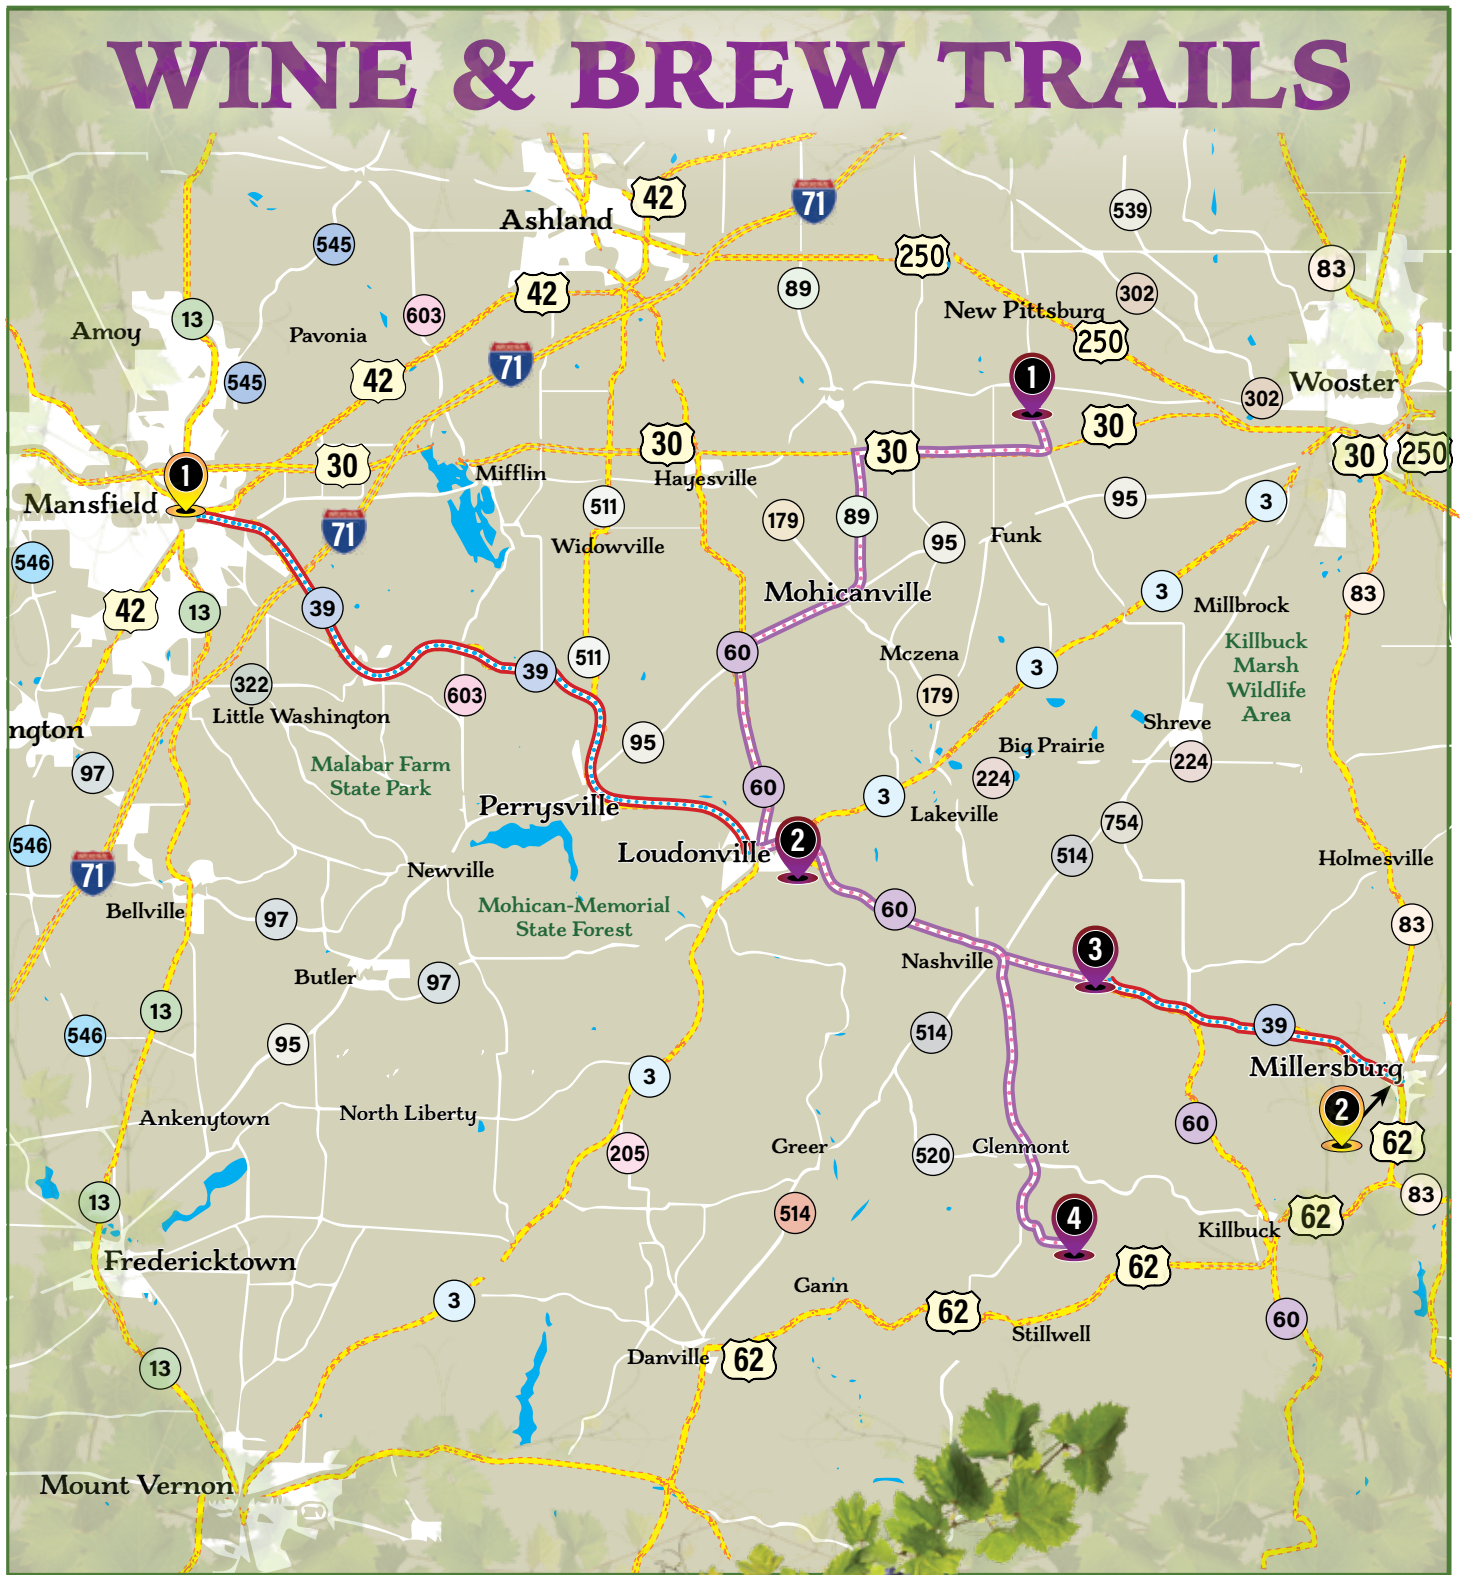 WINE & BREW TRAILS
42
71
Ashland
539
545
250
83
42
89
302
13
603
New Pittsburg
Amoy
Pavonia
250
71
1
42
545
Wooster
302
30
30
30
30
250
30
1
Mifflin
Hayesville
Mansfield
511
95
3
89
179
71
Funk
95
Widowville
546
Mohicanville
3
83
Millbrock
39
42
13
Killbuck
Marsh
Wildlife
Area
60
Mczena
511
3
39
322
603
179
Little Washington
Shreve
ngton
95
Big Prairie
224
Malabar Farm
State Park
97
224
60
3
Perrysville
Lakeville
754
2
546
Loudonville
514
Holmesville
71
Newville
Bellville
Mohican-Memorial
State Forest
60
97
83
3
Nashville
Butler
97
13
39
546
514
95
Millersburg
3
2
Ankenytown
North Liberty
60
62
Greer
Glenmont
205
520
13
83
514
4
62
Killbuck
Fredericktown
62
Gann
3
62
60
Stillwell
Danville
62
13
Mount Vernon